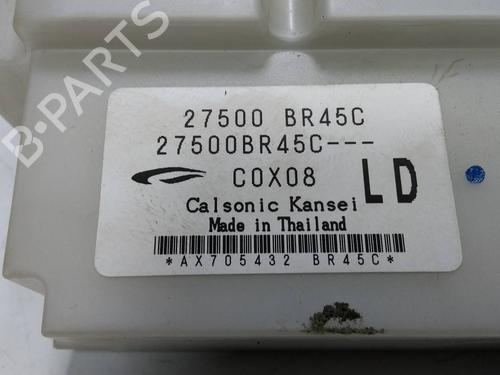 B-PARTS
27500 BR45C
27500BR45C---
C0X08
LD
Calsonic Kansei
Made in Thailand
*AX705432 BR45C*